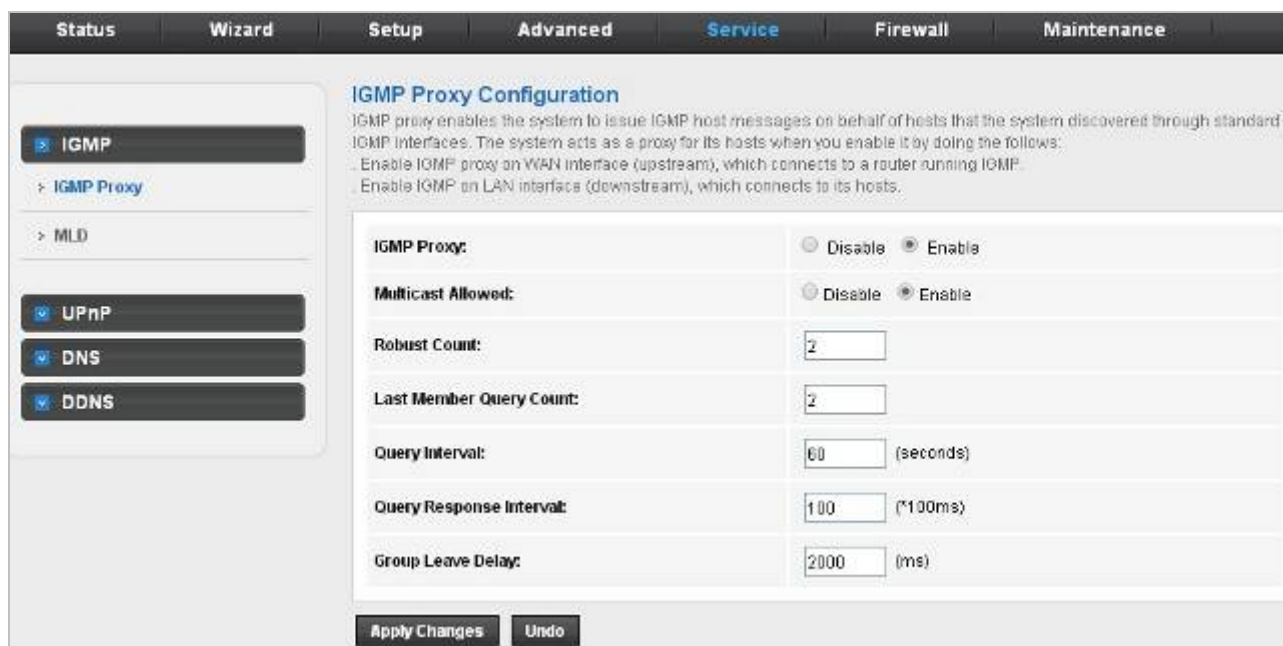 Status Wizard Setup Advanced Service Firewall Maintenance
IGMP
IGMP Proxy
MLD
UPnP
DNS
DDNS
IGMP Proxy Configuration
IGMP proxy enables the system to issue IGMP host messages on behalf of hosts that the system discovered through standard
IGMP interfaces. The system acts as a proxy for its hosts when you enable it by doing the follows:
. Enable IGMP proxy on WAN interface (upstream), which connects to a router running IGMP.
. Enable IGMP on LAN interface (downstream), which connects to its hosts.
IGMP Proxy: Disable Enable
Multicast Allowed: Disable Enable
Robust Count: 2
Last Member Query Count: 2
Query Interval: 60 (seconds)
Query Response Interval: 100 (*100ms)
Group Leave Delay: 2000 (ms)
Apply Changes Undo